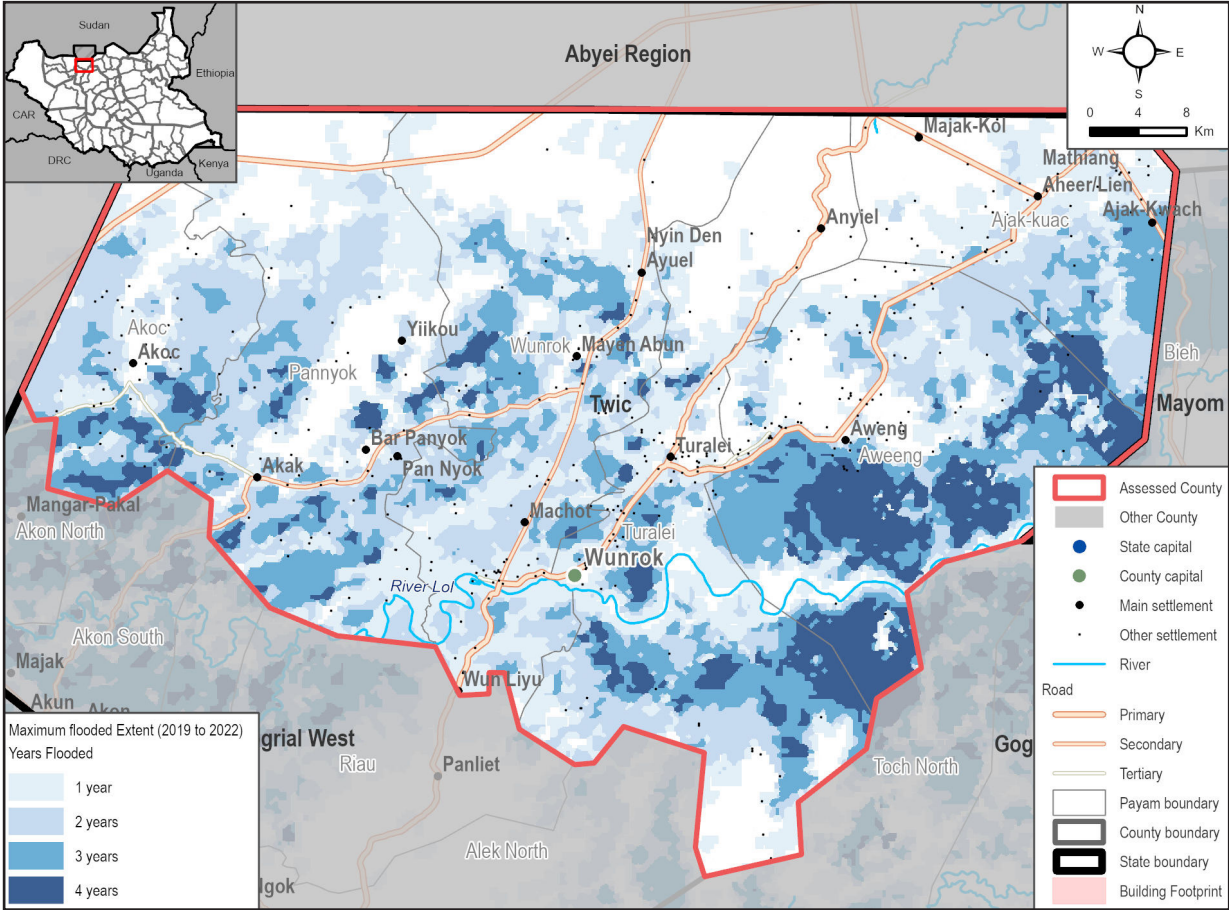 Sudan
Ethiopia
CAR
DRC
Uganda
Kenya
Abyei Region
N
W
E
S
0 4 8
Km
Majak-Kol
Mathiang
Aheer/Lien
Ajak-Kwach
Ajak-kuac
Anyiel
Nyin Den
Ayuel
Akoc
Akoc
Yiikou
Wunrok
Mayen Abun
Pannyok
Bieh
Twic
Mayom
Bar Panyok
Pan Nyok
Turalei
Aweng
Aweeng
Akak
Mangar-Pakal
Akon North
Machot
Turalei
Wunrok
River Lol
Akon South
Majak
Akun
Akon
Wun Liyu
grial West
Riau
Panliet
Gog
Toch North
Alek North
Ngok
Maximum flooded Extent (2019 to 2022)
Years Flooded
1 year
2 years
3 years
4 years
Assessed County
Other County
State capital
County capital
Main settlement
Other settlement
River
Road
Primary
Secondary
Tertiary
Payam boundary
County boundary
State boundary
Building Footprint